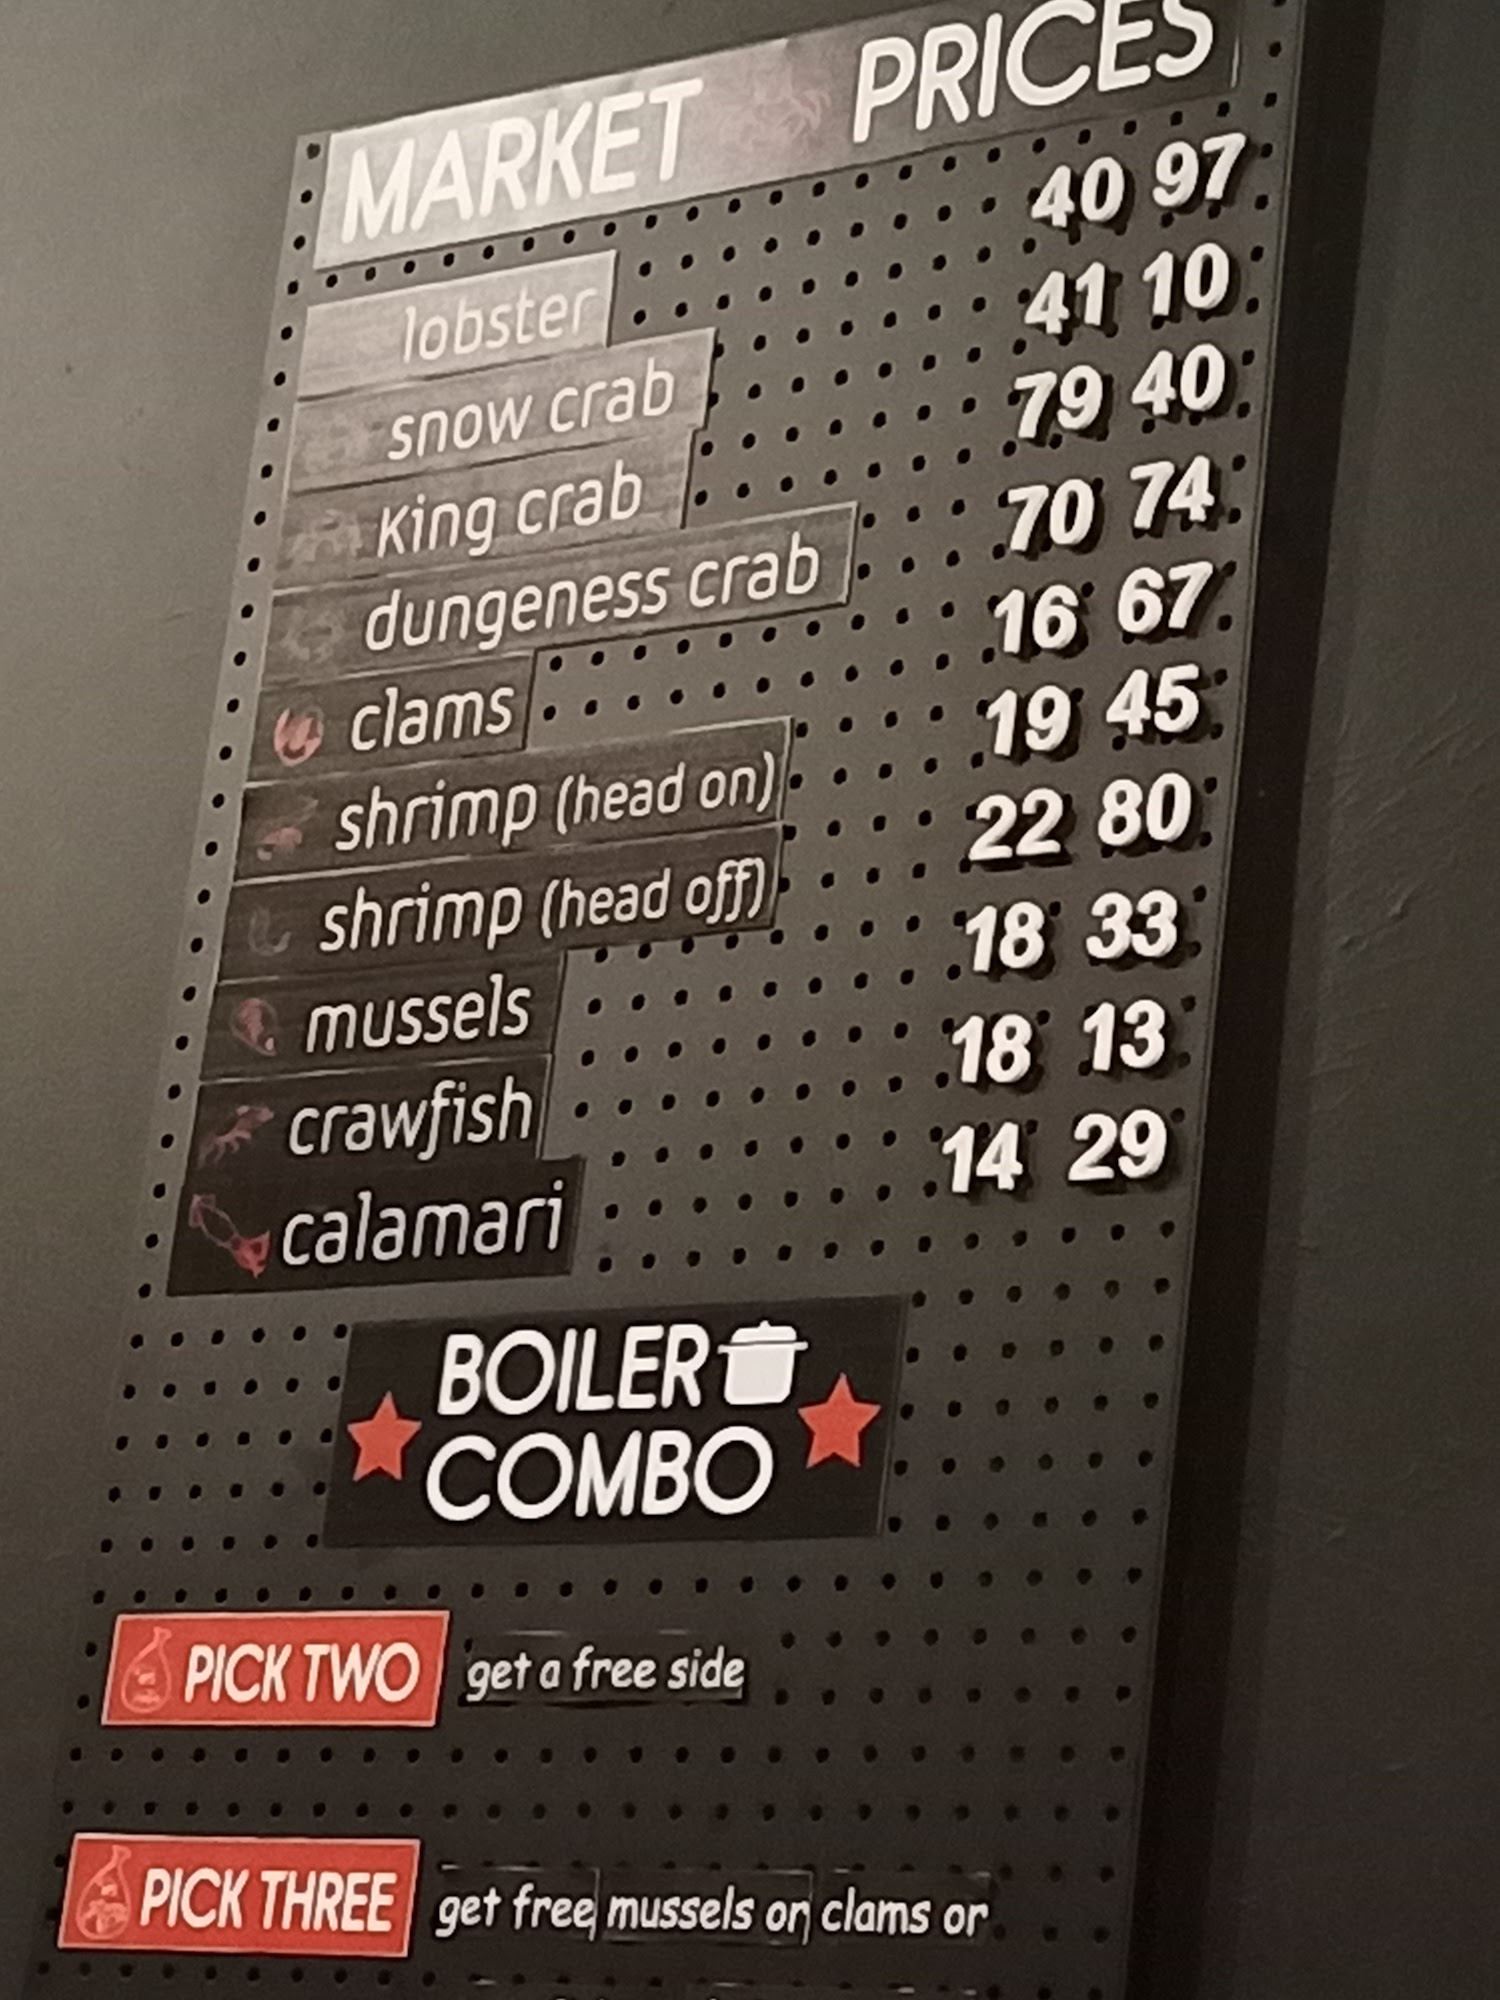 MARKET PRICES
lobster 40 97
snow crab 41 10
King crab 79 40
dungeness crab 70 74
clams 16 67
shrimp (head on) 19 45
shrimp (head off) 22 80
mussels 18 33
crawfish 18 13
calamari 14 29
BOILER
COMBO
PICK TWO get a free side
PICK THREE get free mussels or clams or